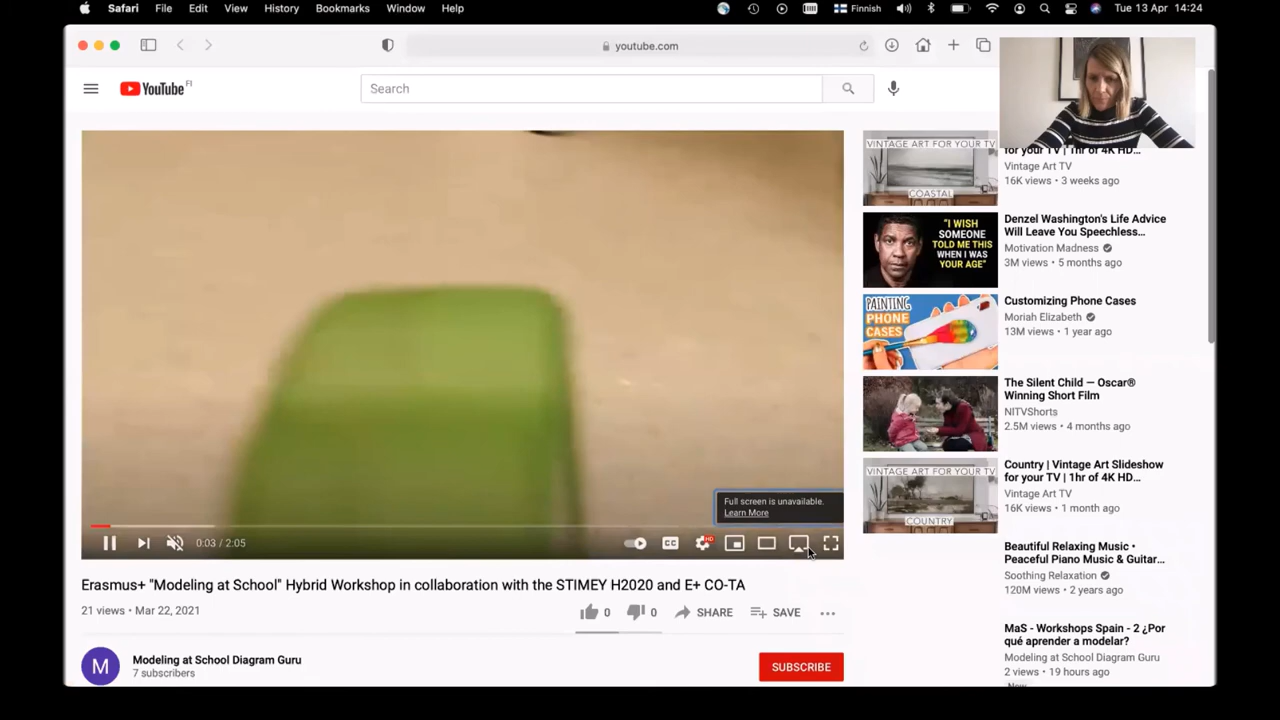 Safari File Edit View History Bookmarks Window Help Finnish Tue 13 Apr 14:24
youtube.com
YouTube FI
Search
VINTAGE ART FOR YOUR TV
COASTAL
for your TV | 1hr of 4K HD...
Vintage Art TV
16K views • 3 weeks ago
"I WISH
SOMEONE
TOLD ME THIS
WHEN I WAS
YOUR AGE"
Denzel Washington's Life Advice
Will Leave You Speechless...
Motivation Madness
3M views • 5 months ago
PAINTING
PHONE
CASES
Customizing Phone Cases
Moriah Elizabeth
13M views • 1 year ago
The Silent Child — Oscar®
Winning Short Film
NITVShorts
2.5M views • 4 months ago
VINTAGE ART FOR YOUR TV
COUNTRY
Country | Vintage Art Slideshow
for your TV | 1hr of 4K HD...
Vintage Art TV
16K views • 1 month ago
Full screen is unavailable.
Learn More
0:03 / 2:05
CC
HD
Beautiful Relaxing Music •
Peaceful Piano Music & Guitar...
Soothing Relaxation
120M views • 2 years ago
Erasmus+ "Modeling at School" Hybrid Workshop in collaboration with the STIMEY H2020 and E+ CO-TA
21 views • Mar 22, 2021
0 0 SHARE SAVE
MaS - Workshops Spain - 2 ¿Por
qué aprender a modelar?
Modeling at School Diagram Guru
2 views • 19 hours ago
New
M
Modeling at School Diagram Guru
7 subscribers
SUBSCRIBE